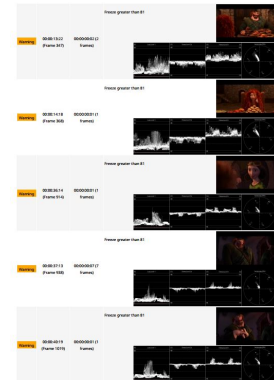 Freeze greater than 81
Warning
00:00:13:22
(Frame 347)
00:00:00:02 (2
frames)
Freeze greater than 81
Warning
00:00:14:18
(Frame 368)
00:00:00:01 (1
frames)
Freeze greater than 81
Warning
00:00:36:14
(Frame 914)
00:00:00:01 (1
frames)
Freeze greater than 81
Warning
00:00:37:13
(Frame 938)
00:00:00:07 (7
frames)
Freeze greater than 81
Warning
00:00:40:19
(Frame 1019)
00:00:00:01 (1
frames)